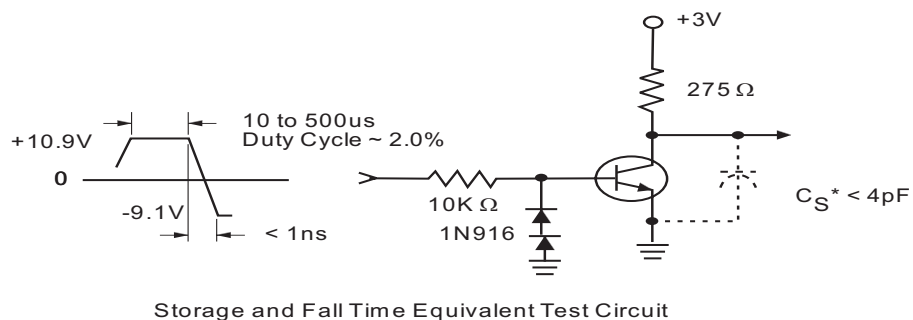 +3V
275 Ω
10 to 500us
Duty Cycle ~ 2.0%
+10.9V
0
-9.1V
< 1ns
10K Ω
1N916
CS* < 4pF
Storage and Fall Time Equivalent Test Circuit